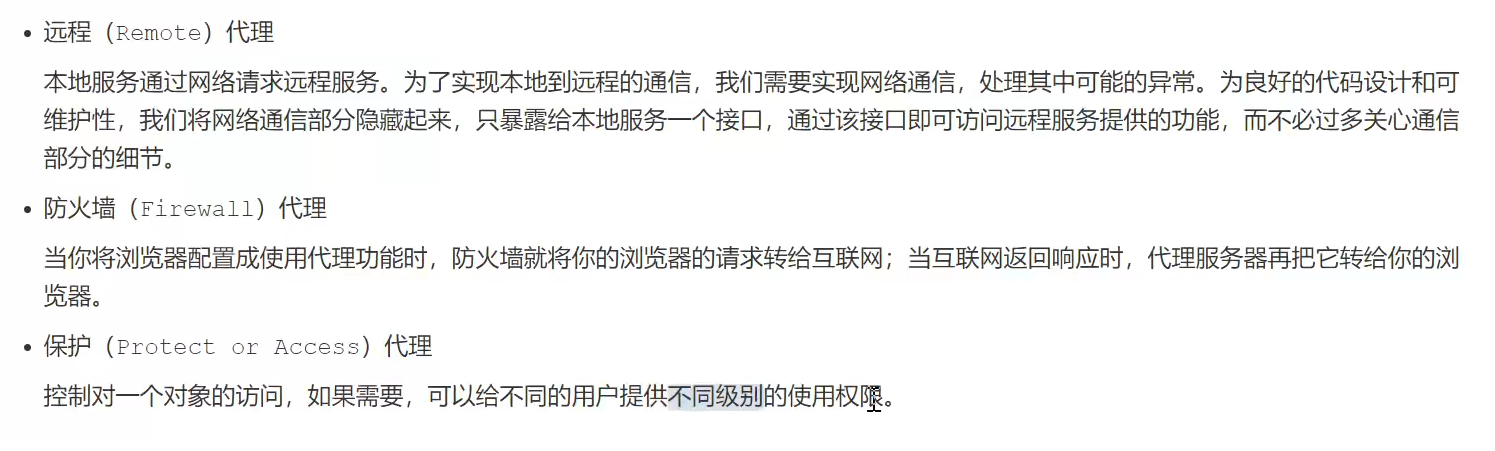 • 远程（Remote）代理
本地服务通过网络请求远程服务。为了实现本地到远程的通信，我们需要实现网络通信，处理其中可能的异常。为良好的代码设计和可
维护性，我们将网络通信部分隐藏起来，只暴露给本地服务一个接口，通过该接口即可访问远程服务提供的功能，而不必过多关心通信
部分的细节。
• 防火墙（Firewall）代理
当你将浏览器配置成使用代理功能时，防火墙就将你的浏览器的请求转给互联网；当互联网返回响应时，代理服务器再把它转给你的浏
览器。
• 保护（Protect or Access）代理
控制对一个对象的访问，如果需要，可以给不同的用户提供不同级别的使用权限。